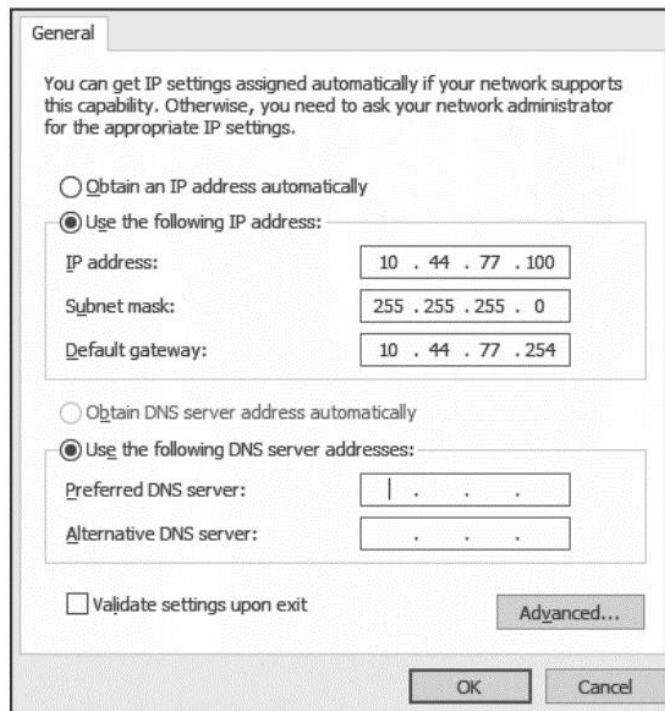 General
You can get IP settings assigned automatically if your network supports
this capability. Otherwise, you need to ask your network administrator
for the appropriate IP settings.
Obtain an IP address automatically
Use the following IP address:
IP address: 10 . 44 . 77 . 100
Subnet mask: 255 . 255 . 255 . 0
Default gateway: 10 . 44 . 77 . 254
Obtain DNS server address automatically
Use the following DNS server addresses:
Preferred DNS server: . . .
Alternative DNS server: . . .
Validate settings upon exit
Advanced...
OK Cancel